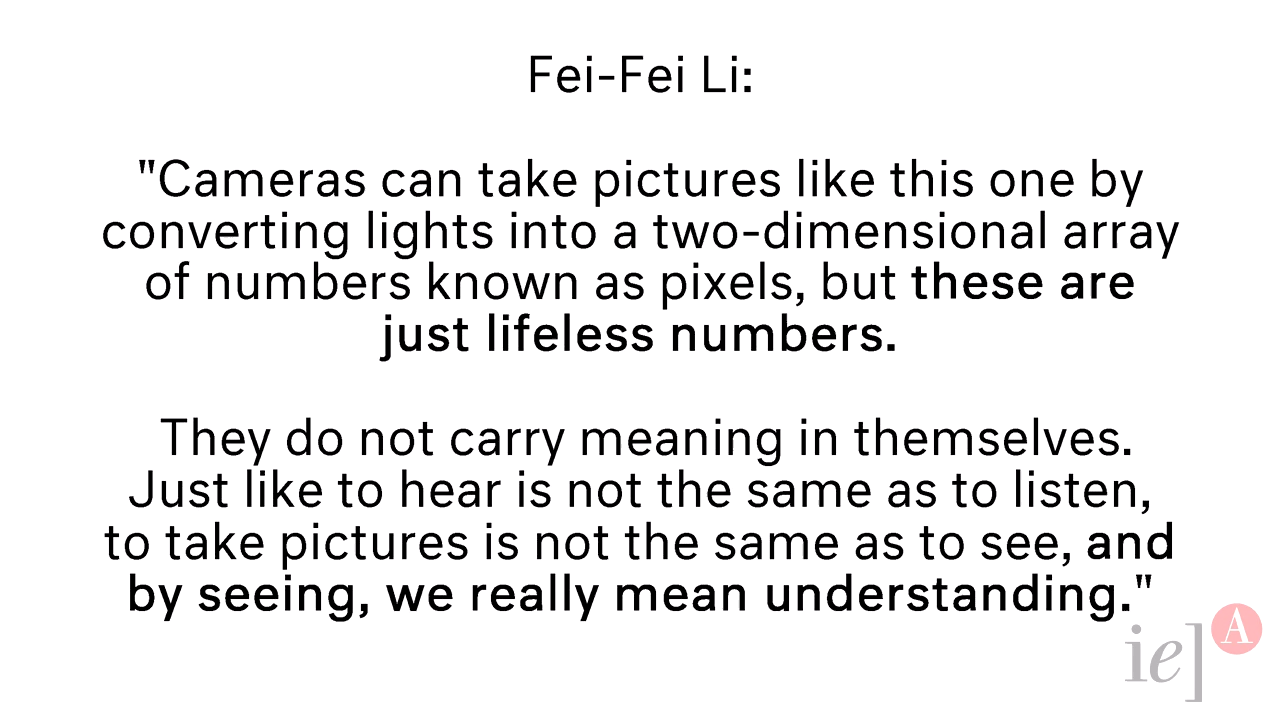 Fei-Fei Li:
"Cameras can take pictures like this one by
converting lights into a two-dimensional array
of numbers known as pixels, but these are
just lifeless numbers.
They do not carry meaning in themselves.
Just like to hear is not the same as to listen,
to take pictures is not the same as to see, and
by seeing, we really mean understanding."
ie] A